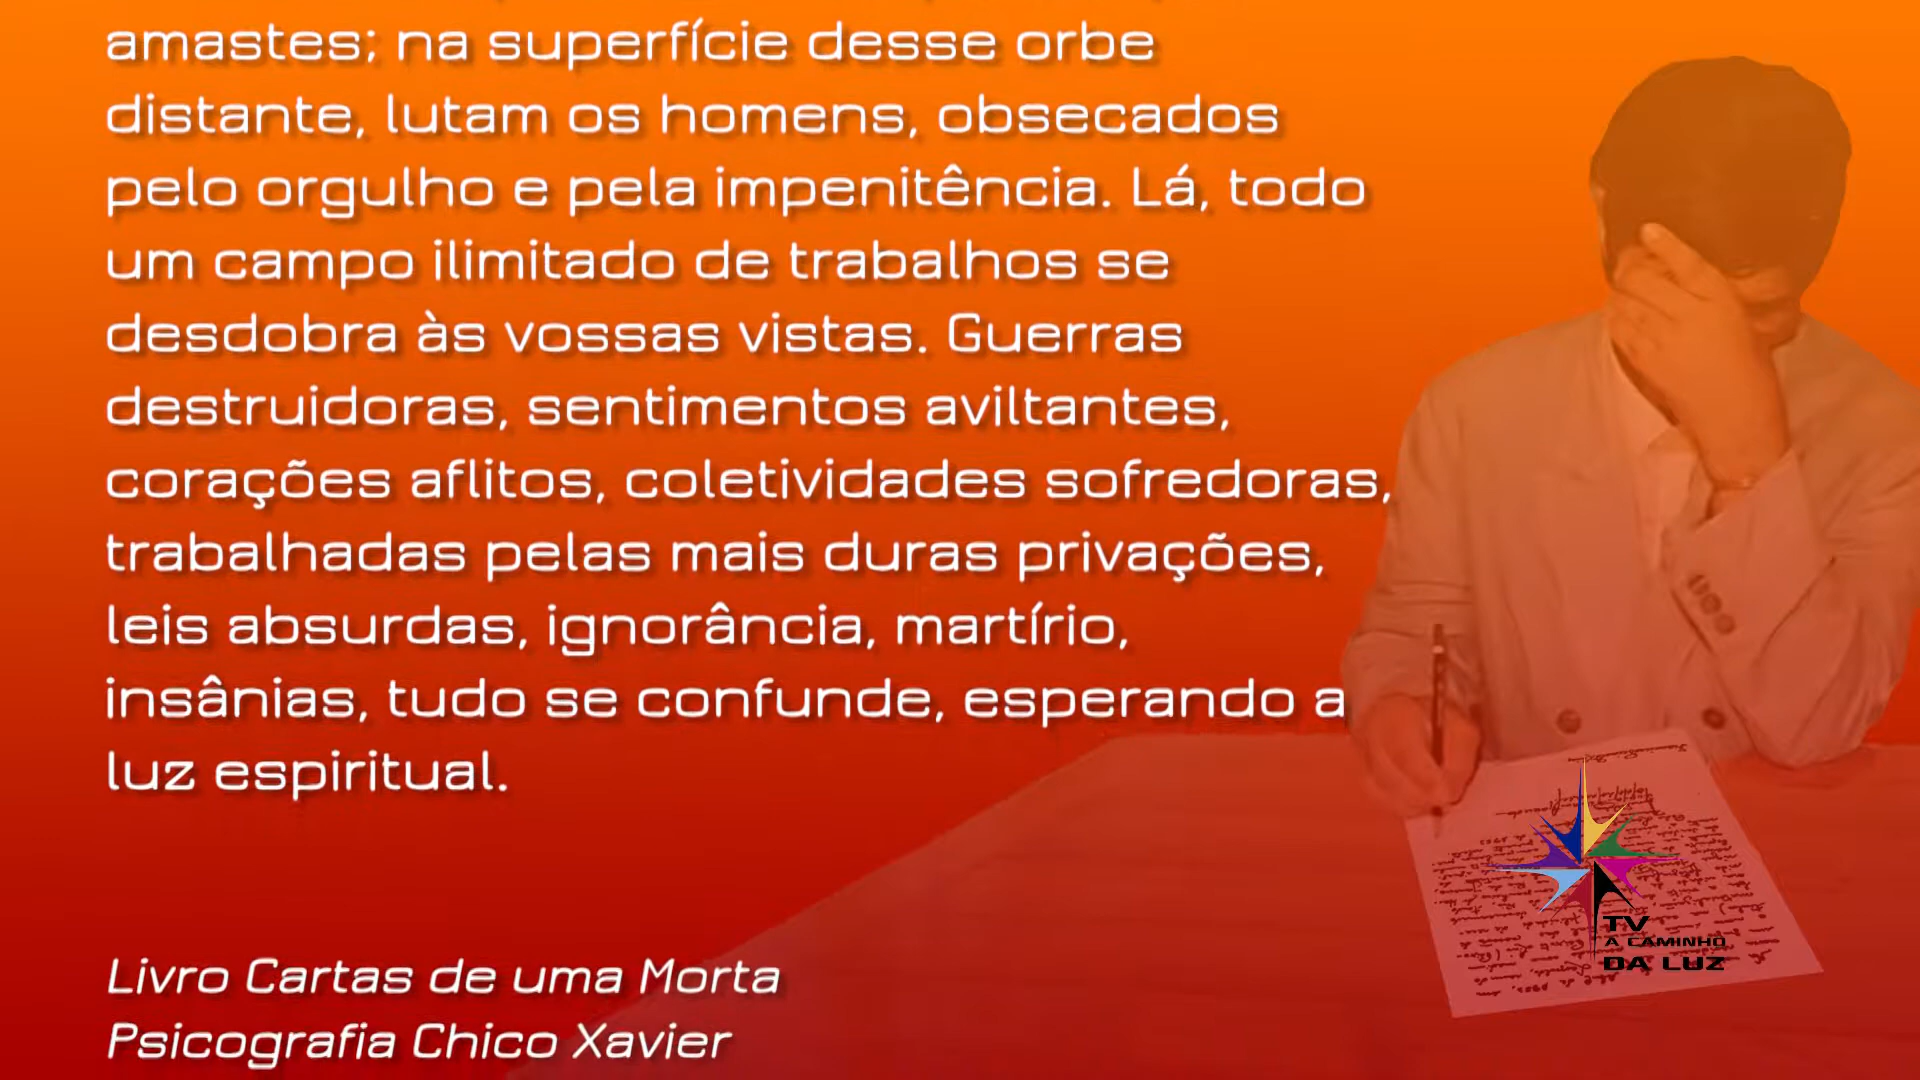 amastes; na superfície desse orbe
distante, lutam os homens, obsecados
pelo orgulho e pela impenitência. Lá, todo
um campo ilimitado de trabalhos se
desdobra às vossas vistas. Guerras
destruidoras, sentimentos aviltantes,
corações aflitos, coletividades sofredoras,
trabalhadas pelas mais duras privações,
leis absurdas, ignorância, martírio,
insânias, tudo se confunde, esperando a
luz espiritual.
Livro Cartas de uma Morta
Psicografia Chico Xavier
TV
A CAMINHO
DA LUZ